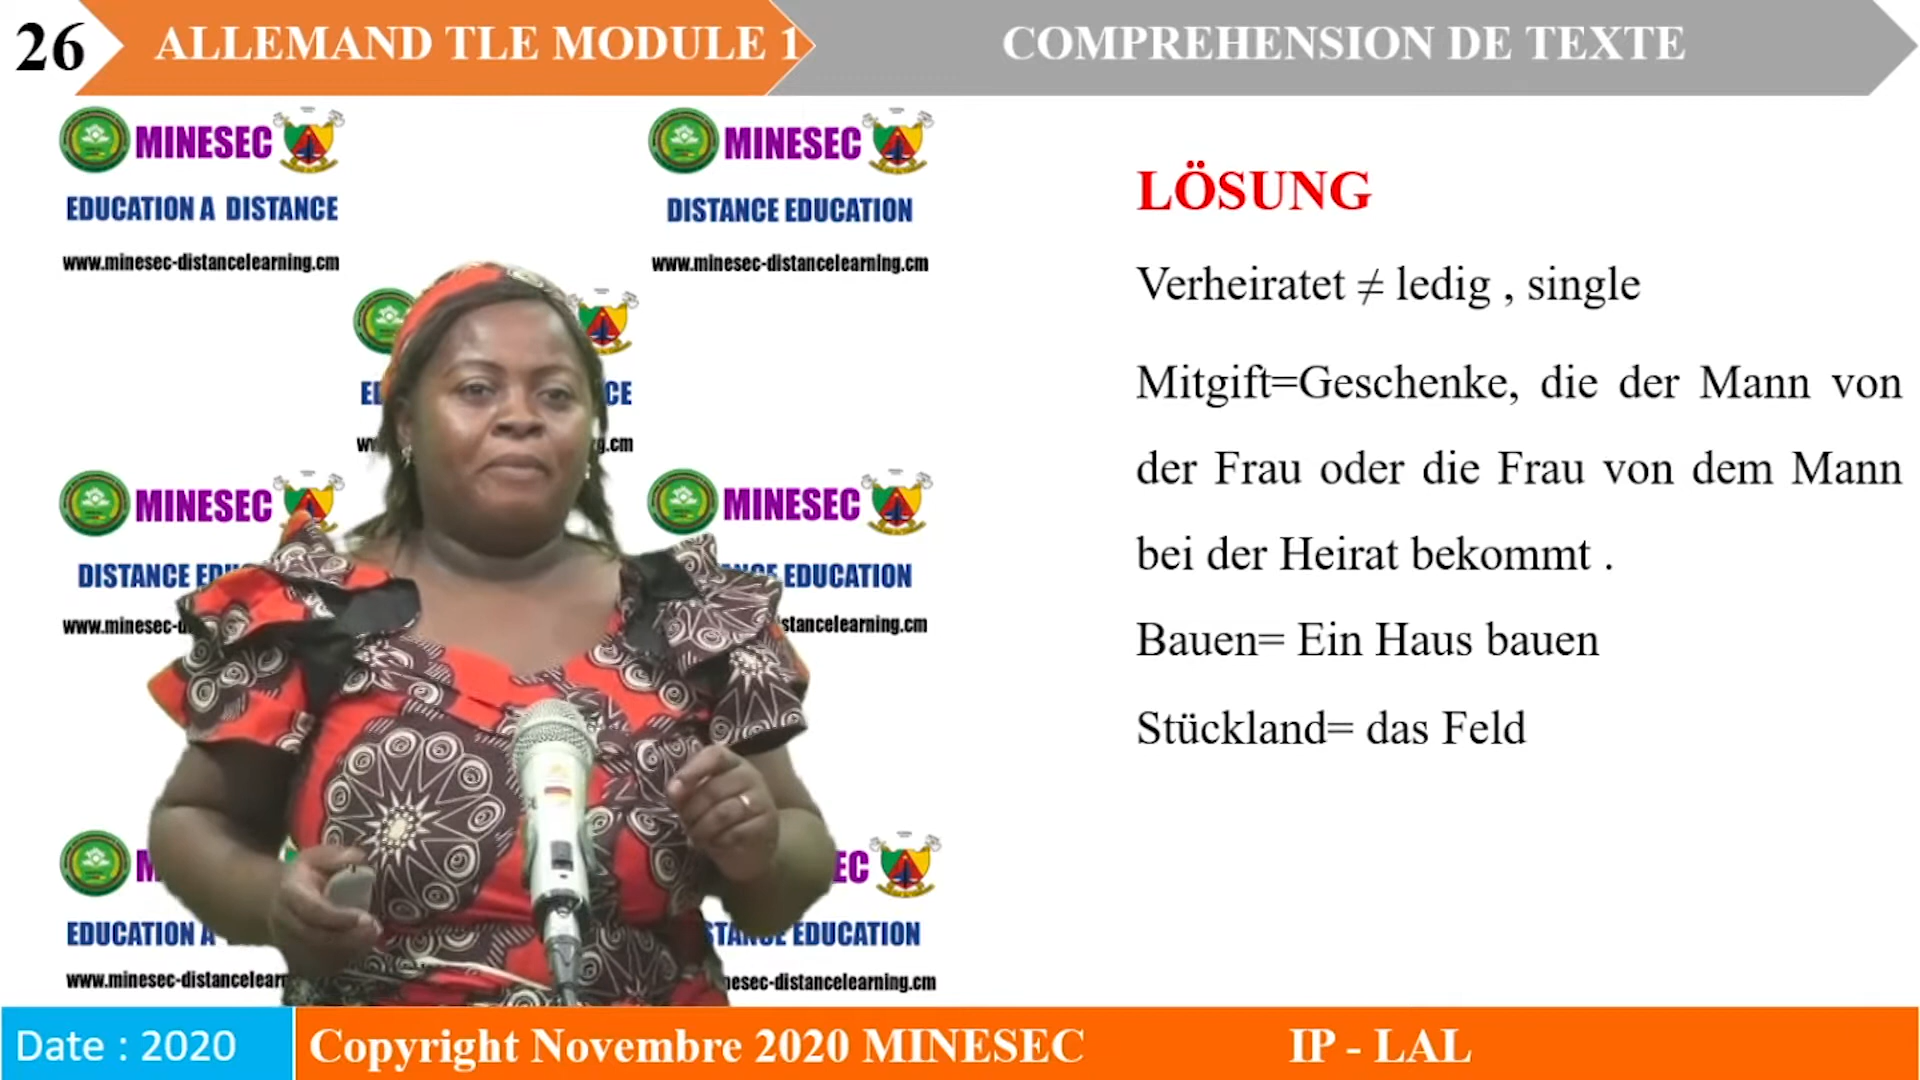 26
ALLEMAND TLE MODULE 1
COMPREHENSION DE TEXTE
MINESEC
EDUCATION A DISTANCE
www.minesec-distancelearning.cm
MINESEC
DISTANCE EDUCATION
www.minesec-distancelearning.cm
MINESEC
MINESEC
EDUCATION
EDUCATION A
EDUCATION
LÖSUNG
Verheiratet ≠ ledig , single
Mitgift=Geschenke, die der Mann von
der Frau oder die Frau von dem Mann
bei der Heirat bekommt .
Bauen= Ein Haus bauen
Stückland= das Feld
Date : 2020
Copyright Novembre 2020 MINESEC
IP - LAL